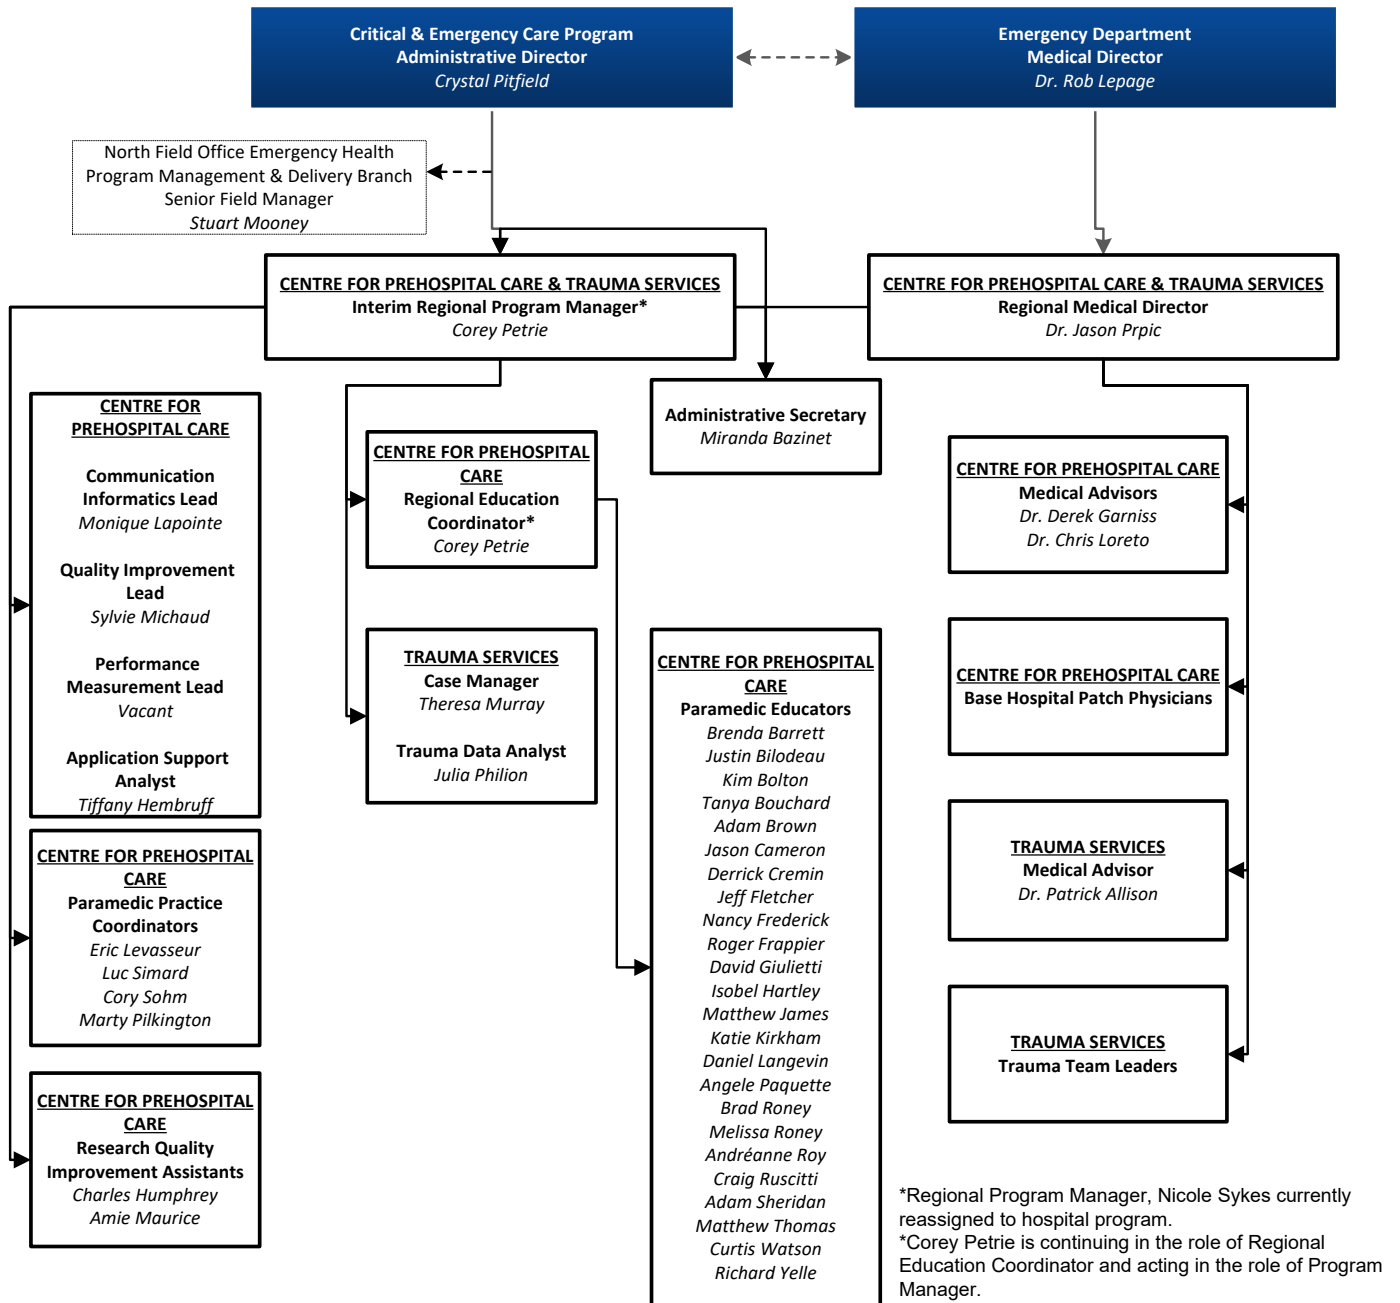 Critical & Emergency Care Program
Administrative Director
Crystal Pitfield
Emergency Department
Medical Director
Dr. Rob Lepage
North Field Office Emergency Health
Program Management & Delivery Branch
Senior Field Manager
Stuart Mooney
CENTRE FOR PREHOSPITAL CARE & TRAUMA SERVICES
Interim Regional Program Manager*
Corey Petrie
CENTRE FOR PREHOSPITAL CARE & TRAUMA SERVICES
Regional Medical Director
Dr. Jason Prpic
CENTRE FOR
PREHOSPITAL CARE
Communication
Informatics Lead
Monique Lapointe
Quality Improvement
Lead
Sylvie Michaud
Performance
Measurement Lead
Vacant
Application Support
Analyst
Tiffany Hembruff
CENTRE FOR PREHOSPITAL
CARE
Paramedic Practice
Coordinators
Eric Levasseur
Luc Simard
Cory Sohm
Marty Pilkington
CENTRE FOR PREHOSPITAL
CARE
Research Quality
Improvement Assistants
Charles Humphrey
Amie Maurice
CENTRE FOR PREHOSPITAL
CARE
Regional Education
Coordinator*
Corey Petrie
TRAUMA SERVICES
Case Manager
Theresa Murray
Trauma Data Analyst
Julia Philion
Administrative Secretary
Miranda Bazinet
CENTRE FOR PREHOSPITAL
CARE
Paramedic Educators
Brenda Barrett
Justin Bilodeau
Kim Bolton
Tanya Bouchard
Adam Brown
Jason Cameron
Derrick Cremin
Jeff Fletcher
Nancy Frederick
Roger Frappier
David Giulietti
Isobel Hartley
Matthew James
Katie Kirkham
Daniel Langevin
Angele Paquette
Brad Roney
Melissa Roney
Andréanne Roy
Craig Ruscitti
Adam Sheridan
Matthew Thomas
Curtis Watson
Richard Yelle
CENTRE FOR PREHOSPITAL CARE
Medical Advisors
Dr. Derek Garniss
Dr. Chris Loreto
CENTRE FOR PREHOSPITAL CARE
Base Hospital Patch Physicians
TRAUMA SERVICES
Medical Advisor
Dr. Patrick Allison
TRAUMA SERVICES
Trauma Team Leaders
*Regional Program Manager, Nicole Sykes currently
reassigned to hospital program.
*Corey Petrie is continuing in the role of Regional
Education Coordinator and acting in the role of Program
Manager.